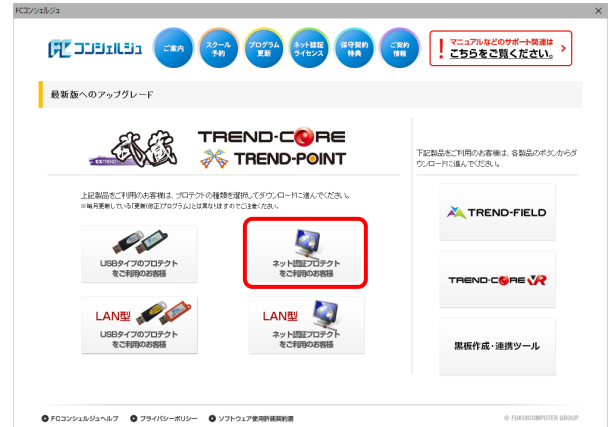 FCコンシェルジュ
FC コンシェルジュ
ご案内
スクール
予約
プログラム
更新
ネット認証
ライセンス
保守契約
特典
ご契約
情報
マニュアルなどのサポート関連は
こちらをご覧ください。
最新版へのアップグレード
EXTREND 武蔵
TREND-CORE
TREND-POINT
上記製品をご利用のお客様は、プロテクトの種類を選択してダウンロードに進んでください。
※毎月更新している「更新(修正)プログラム」とは異なりますのでご注意ください。
下記製品をご利用のお客様は、各製品のボタンからダ
ウンロードに進んでください。
USBタイプのプロテクト
をご利用のお客様
ネット認証プロテクト
をご利用のお客様
LAN型
USBタイプのプロテクト
をご利用のお客様
LAN型
ネット認証プロテクト
をご利用のお客様
TREND-FIELD
TREND-CORE VR
黒板作成・連携ツール
FCコンシェルジュヘルプ
プライバシーポリシー
ソフトウェア使用許諾契約書
© FUKUICOMPUTER GROUP